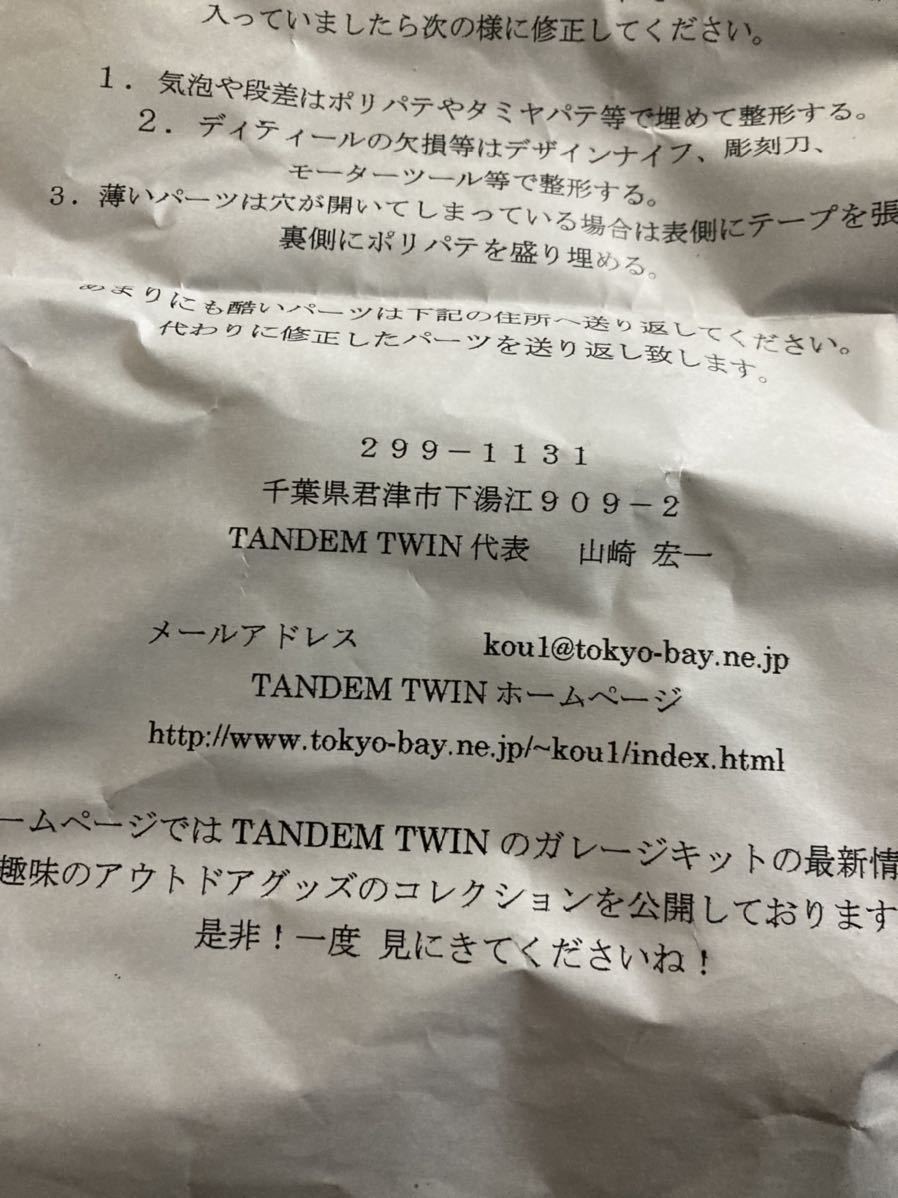 入っていましたら次の様に修正してください。
１．気泡や段差はポリパテやタミヤパテ等で埋めて整形する。
２．ディティールの欠損等はデザインナイフ、彫刻刀、
モーターツール等で整形する。
３．薄いパーツは穴が開いてしまっている場合は表側にテープを張
裏側にポリパテを盛り埋める。
あまりにも酷いパーツは下記の住所へ送り返してください。
代わりに修正したパーツを送り返し致します。
２９９－１１３１
千葉県君津市下湯江９０９－２
TANDEM TWIN 代表 山崎 宏一
メールアドレス kou1@tokyo-bay.ne.jp
TANDEM TWIN ホームページ
http://www.tokyo-bay.ne.jp/~kou1/index.html
ームページでは TANDEM TWIN のガレージキットの最新情
趣味のアウトドアグッズのコレクションを公開しております
是非！一度 見にきてくださいね！